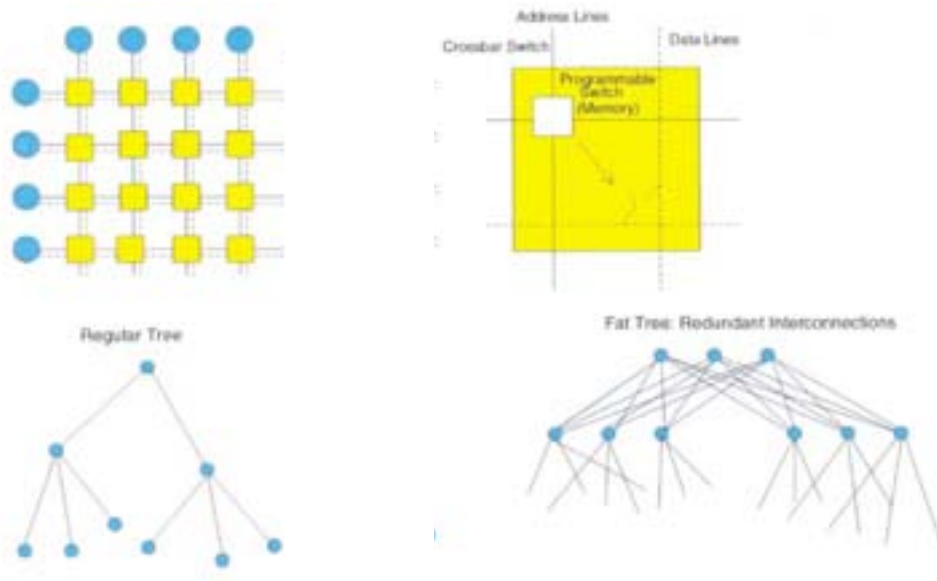 Address Lines
Crossbar Switch
Data Lines
Programmable
Switch
(Memory)
Regular Tree
Fat Tree: Redundant Interconnections